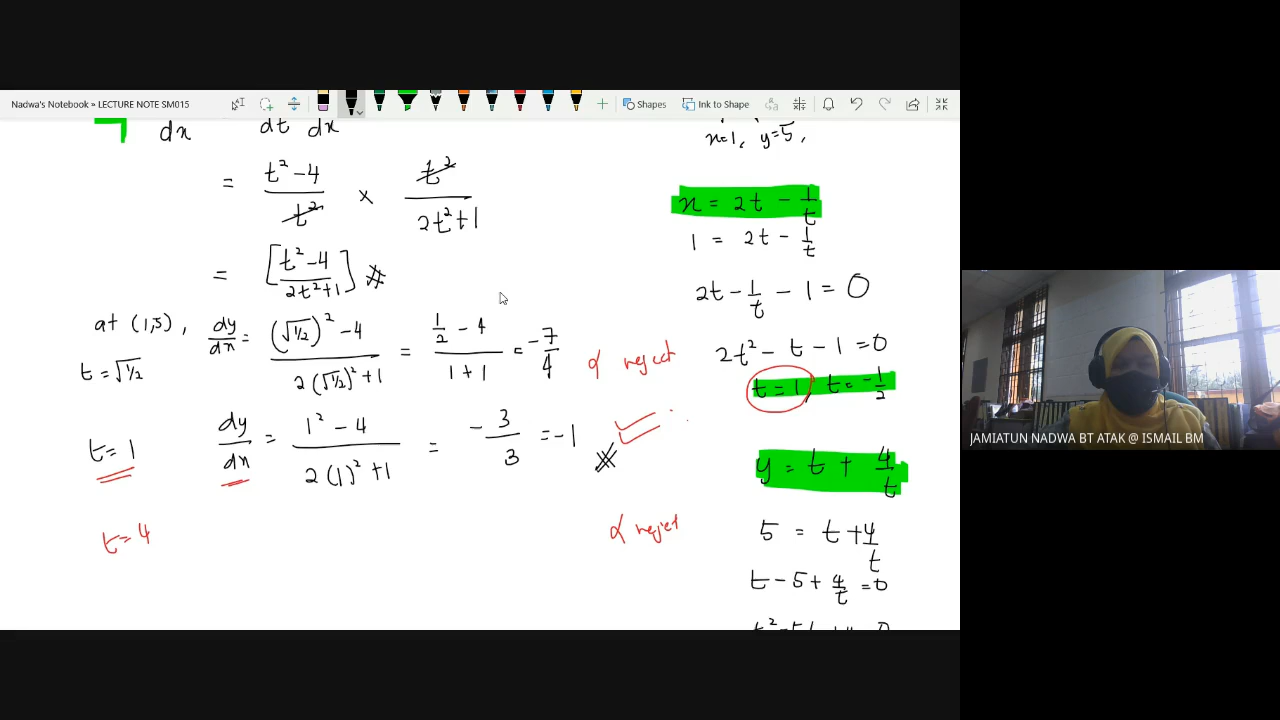 Nadwa's Notebook » LECTURE NOTE SM015
Shapes
Ink to Shape
dx dt dx
= t² - 4 / t² × t² / 2t² + 1
= [t² - 4 / 2t² + 1]
at (1,5), dy/dx = (√1/2)² - 4 / 2(√1/2)² + 1 = 1/2 - 4 / 1 + 1 = -7/4 α reject
t = √1/2
t = 1 dy/dx = 1² - 4 / 2(1)² + 1 = -3/3 = -1
t = 4 α rejet
x=1, y=5,
x = 2t - 1/t
1 = 2t - 1/t
2t - 1/t - 1 = 0
2t² - t - 1 = 0
t = 1, t = -1/2
y = t + 4/t
5 = t + 4/t
t - 5 + 4/t = 0
JAMIATUN NADWA BT ATAK @ ISMAIL BM